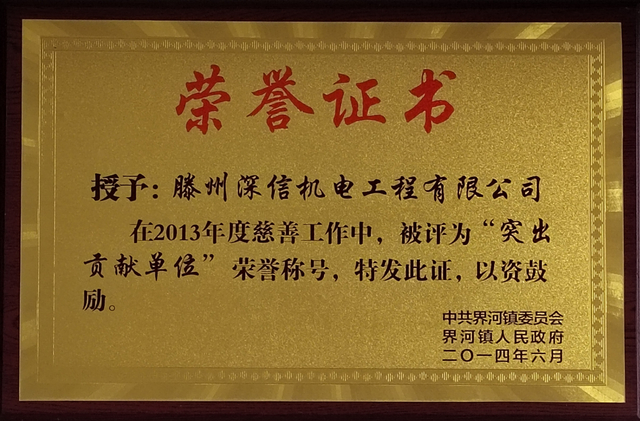 荣誉证书
授予：滕州深信机电工程有限公司
在2013年度慈善工作中，被评为“突出
贡献单位”荣誉称号，特发此证，以资鼓
励。
中共界河镇委员会
界河镇人民政府
二〇一四年六月